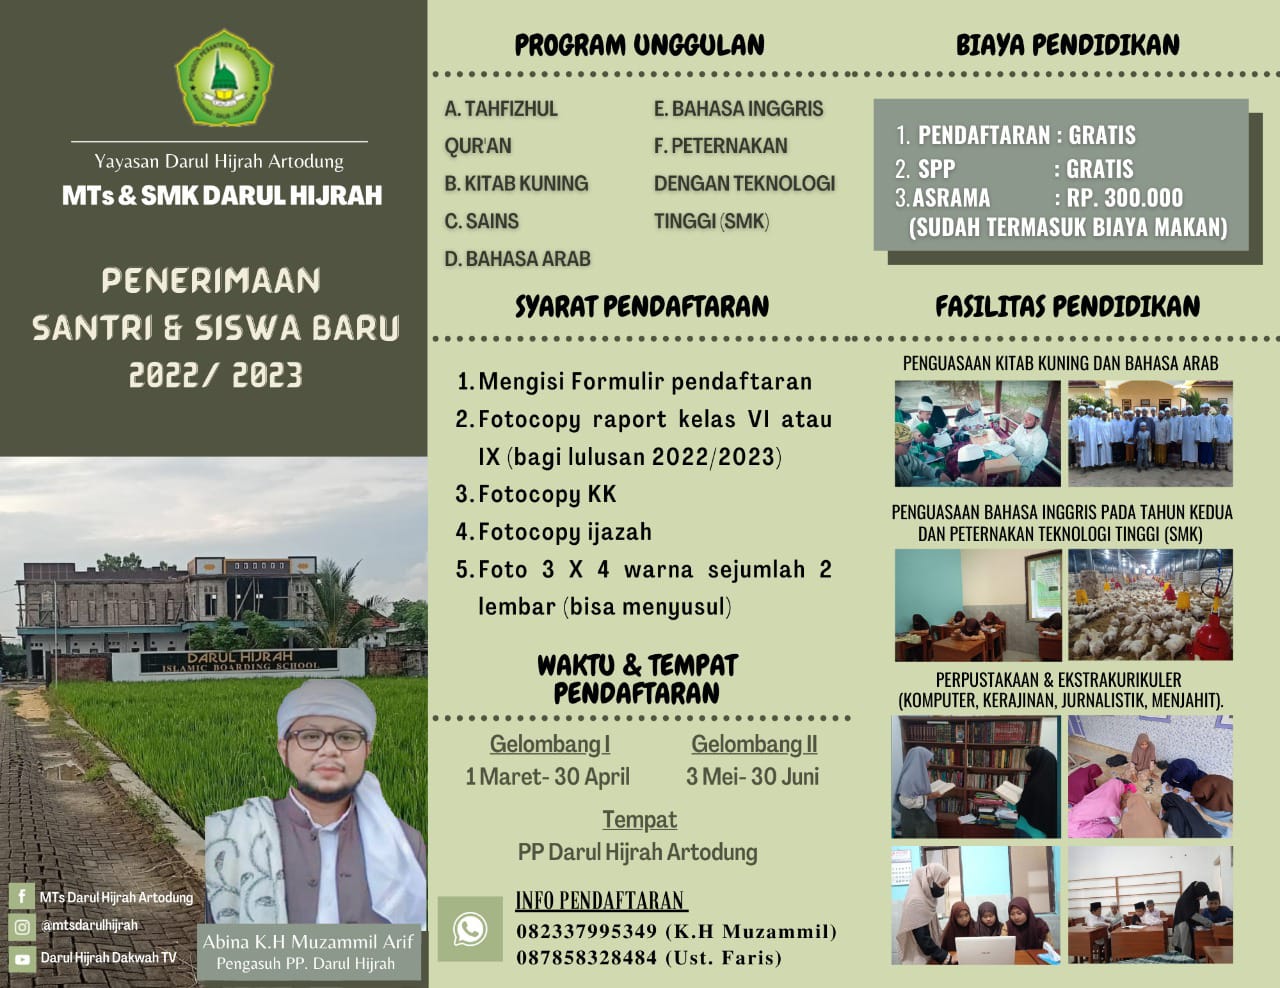 PONDOK PESANTREN DARUL HIJRAH
Yayasan Darul Hijrah Artodung
MTs & SMK DARUL HIJRAH
PENERIMAAN
SANTRI & SISWA BARU
2022/ 2023
DARUL HIJRAH
ISLAMIC BOARDING SCHOOL
MTs Darul Hijrah Artodung
@mtsdarulhijrah
Darul Hijrah Dakwah TV
Abina K.H Muzammil Arif
Pengasuh PP. Darul Hijrah
PROGRAM UNGGULAN
A. TAHFIZHUL
QUR'AN
B. KITAB KUNING
C. SAINS
D. BAHASA ARAB
E. BAHASA INGGRIS
F. PETERNAKAN
DENGAN TEKNOLOGI
TINGGI (SMK)
SYARAT PENDAFTARAN
1. Mengisi Formulir pendaftaran
2. Fotocopy raport kelas VI atau
IX (bagi lulusan 2022/2023)
3. Fotocopy KK
4. Fotocopy ijazah
5. Foto 3 X 4 warna sejumlah 2
lembar (bisa menyusul)
WAKTU & TEMPAT
PENDAFTARAN
Gelombang I
1 Maret- 30 April
Gelombang II
3 Mei- 30 Juni
Tempat
PP Darul Hijrah Artodung
INFO PENDAFTARAN
082337995349 (K.H Muzammil)
087858328484 (Ust. Faris)
BIAYA PENDIDIKAN
1. PENDAFTARAN : GRATIS
2. SPP : GRATIS
3. ASRAMA : RP. 300.000
(SUDAH TERMASUK BIAYA MAKAN)
FASILITAS PENDIDIKAN
PENGUASAAN KITAB KUNING DAN BAHASA ARAB
PENGUASAAN BAHASA INGGRIS PADA TAHUN KEDUA
DAN PETERNAKAN TEKNOLOGI TINGGI (SMK)
PERPUSTAKAAN & EKSTRAKURIKULER
(KOMPUTER, KERAJINAN, JURNALISTIK, MENJAHIT).